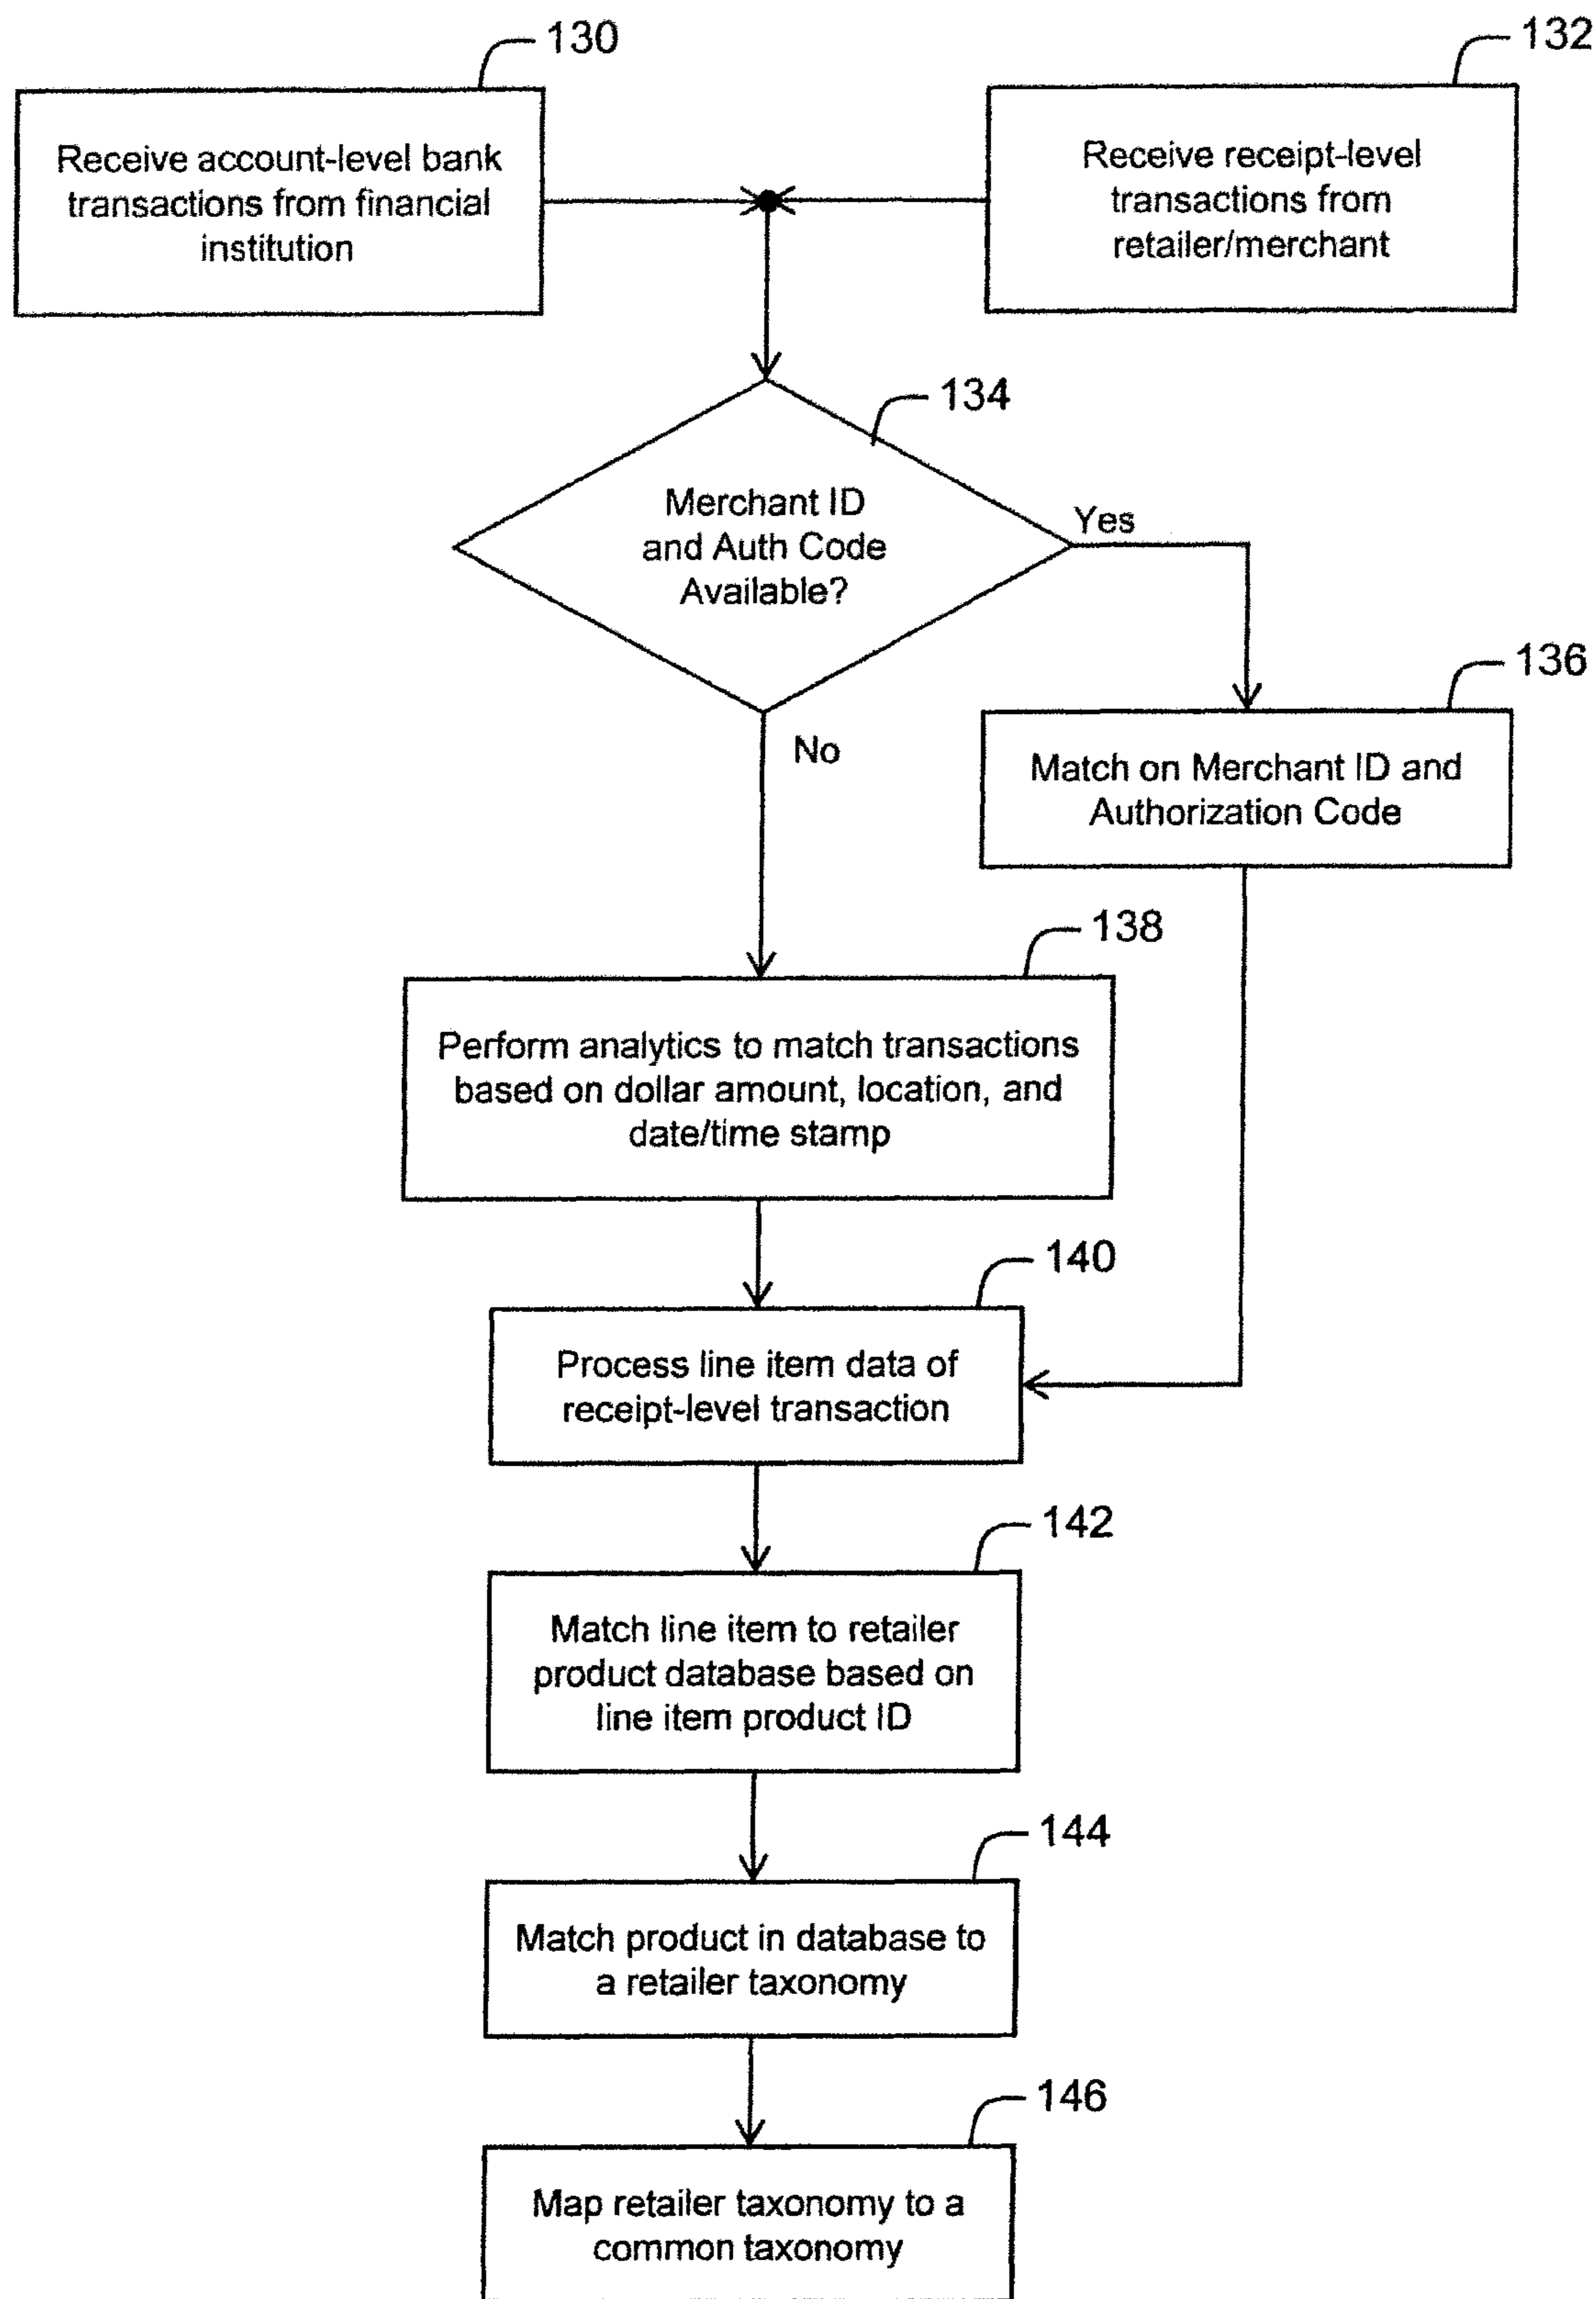 130
132
Receive account-level bank
transactions from financial
institution
Receive receipt-level
transactions from
retailer/merchant
134
Merchant ID
and Auth Code
Available?
Yes
136
No
Match on Merchant ID and
Authorization Code
138
Perform analytics to match transactions
based on dollar amount, location, and
date/time stamp
140
Process line item data of
receipt-level transaction
142
Match line item to retailer
product database based on
line item product ID
144
Match product in database to
a retailer taxonomy
146
Map retailer taxonomy to a
common taxonomy